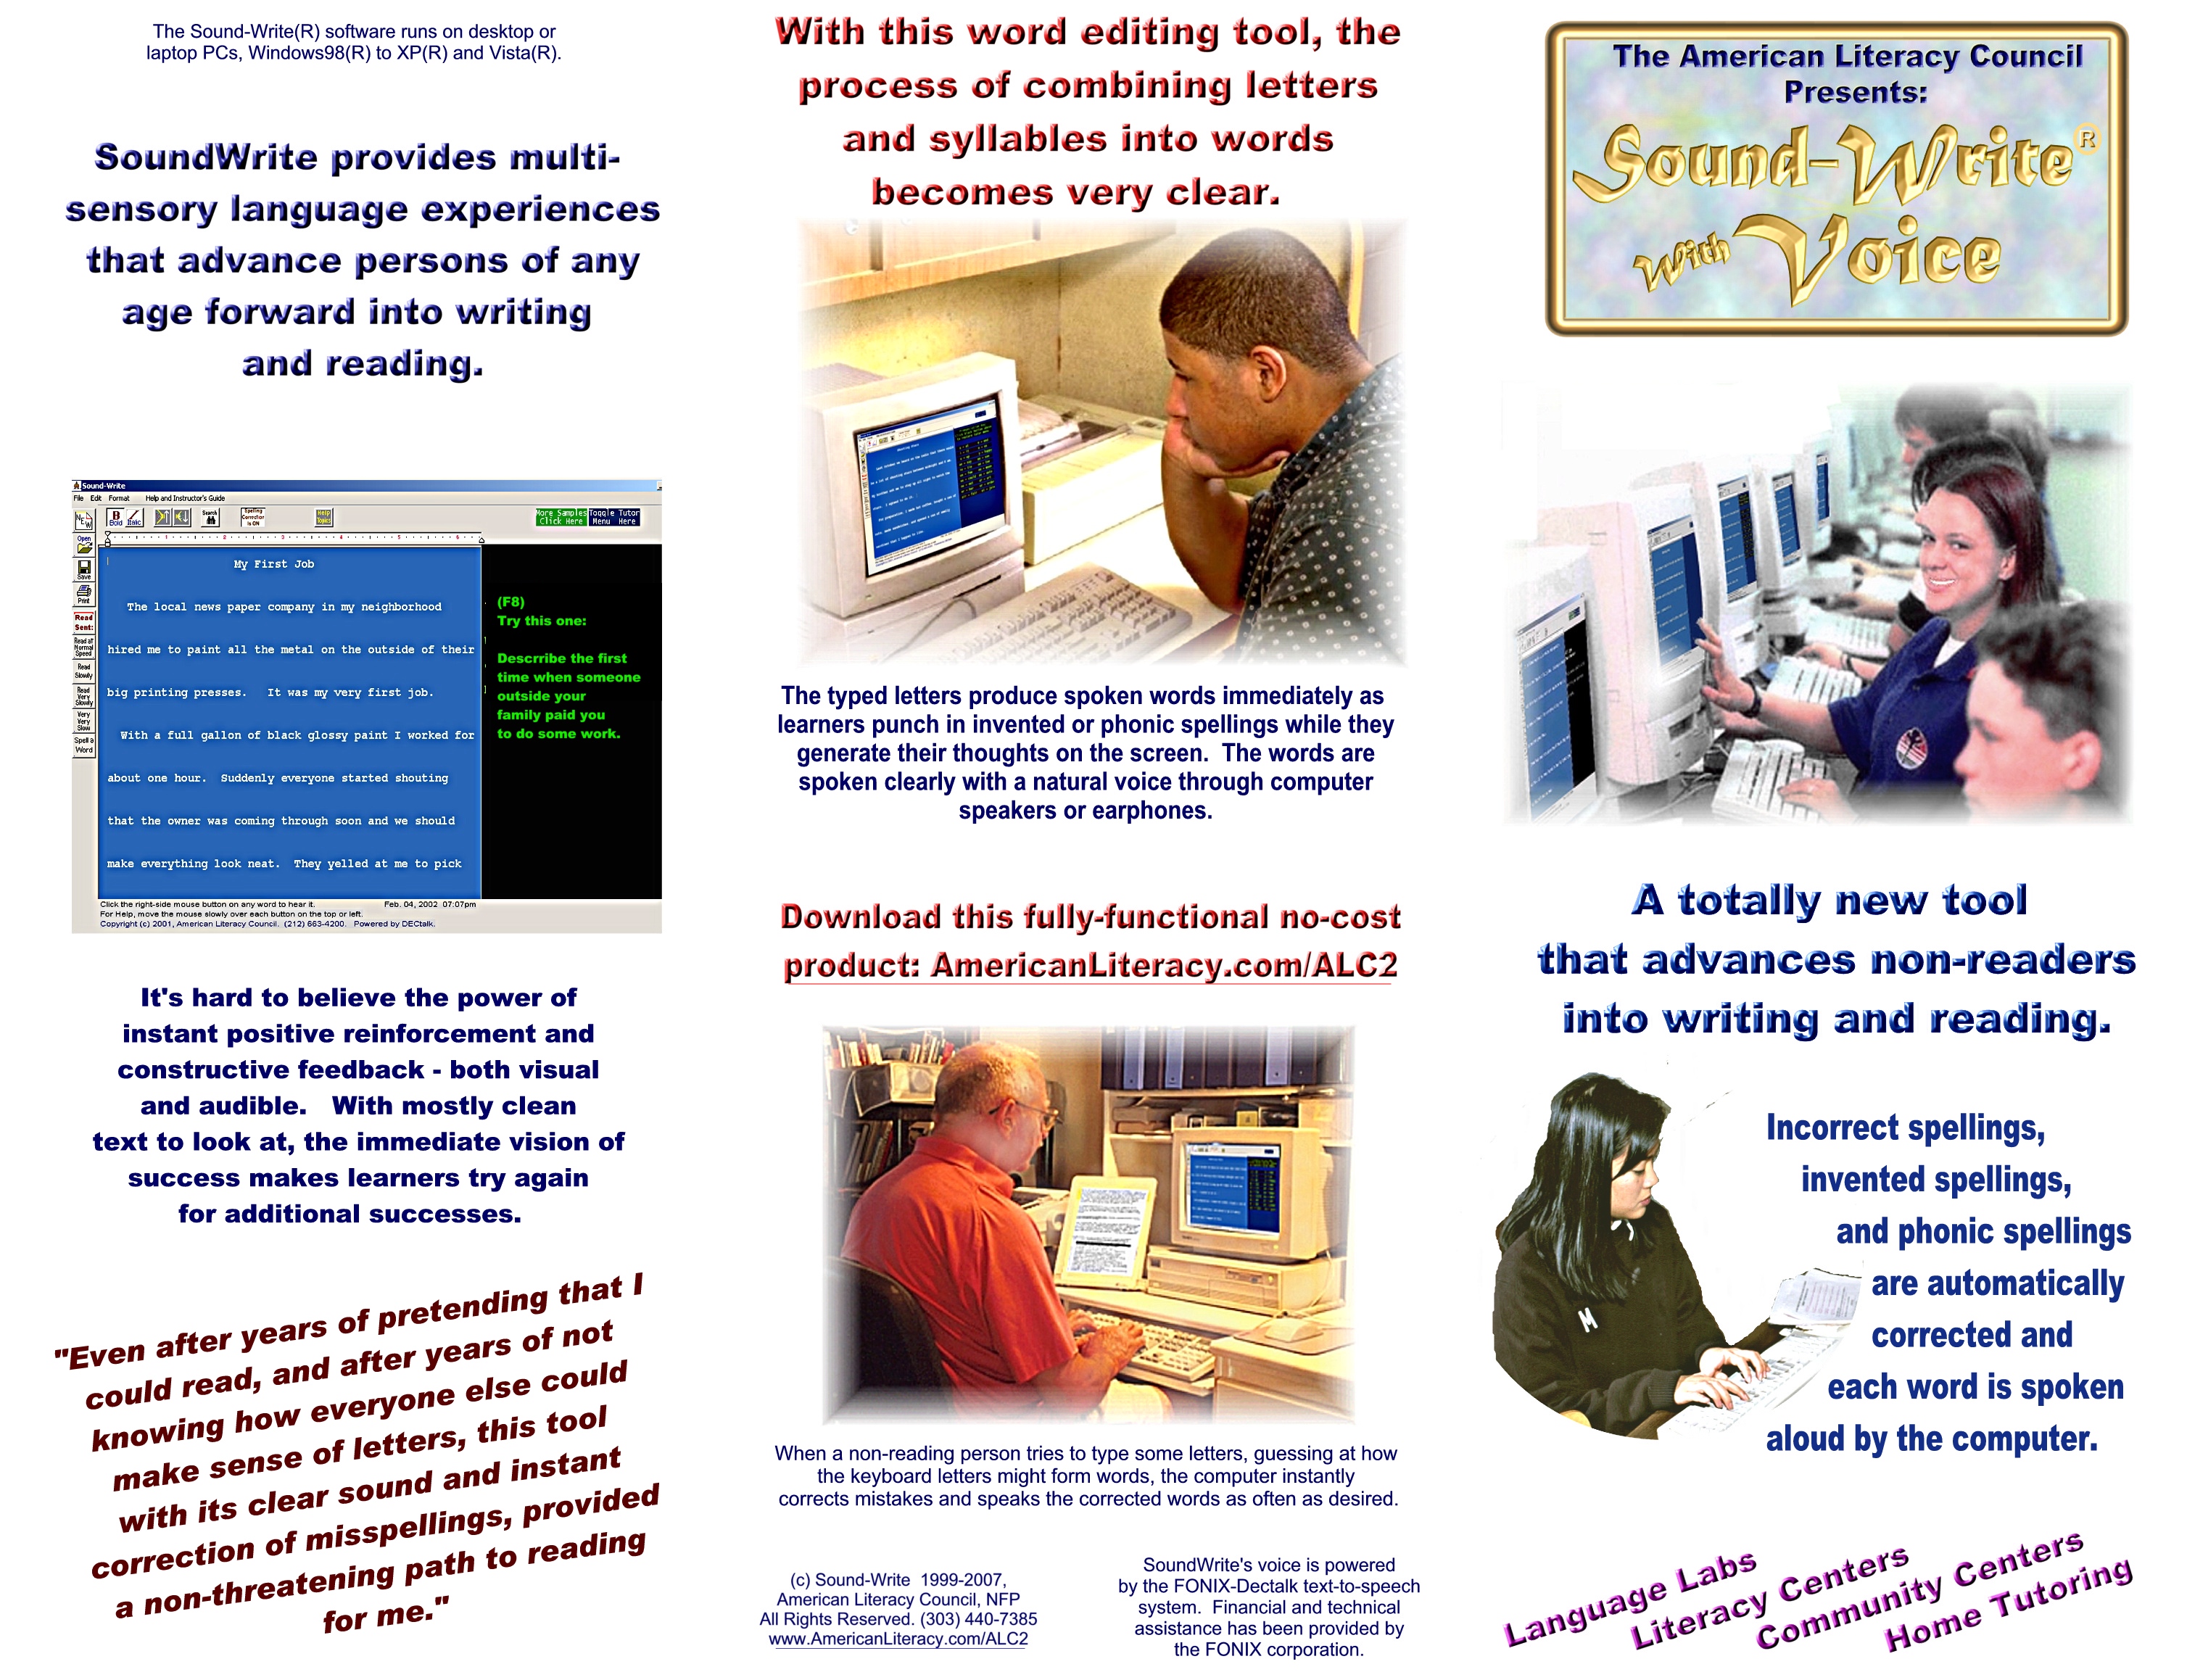 The Sound-Write(R) software runs on desktop or
laptop PCs, Windows98(R) to XP(R) and Vista(R).
SoundWrite provides multi-
sensory language experiences
that advance persons of any
age forward into writing
and reading.
Sound-Write
File Edit Format Help and Instructor's Guide
NEW
B Bold
Italic
Search
Spelling Correction is ON
Help Topics
More Samples Click Here
Toggle Tutor Menu Here
Open
Save
Print
Read Sent:
Read at Normal Speed
Read Slowly
Read Very Slowly
Very Very Slow
Spell a Word
My First Job
The local news paper company in my neighborhood
hired me to paint all the metal on the outside of their
big printing presses. It was my very first job.
With a full gallon of black glossy paint I worked for
about one hour. Suddenly everyone started shouting
that the owner was coming through soon and we should
make everything look neat. They yelled at me to pick
(F8)
Try this one:
Descrribe the first
time when someone
outside your
family paid you
to do some work.
Click the right-side mouse button on any word to hear it. Feb. 04, 2002 07:07pm
For Help, move the mouse slowly over each button on the top or left.
Copyright (c) 2001, American Literacy Council. (212) 663-4200. Powered by DECtalk.
It's hard to believe the power of
instant positive reinforcement and
constructive feedback - both visual
and audible. With mostly clean
text to look at, the immediate vision of
success makes learners try again
for additional successes.
"Even after years of pretending that I
could read, and after years of not
knowing how everyone else could
make sense of letters, this tool
with its clear sound and instant
correction of misspellings, provided
a non-threatening path to reading
for me."
With this word editing tool, the
process of combining letters
and syllables into words
becomes very clear.
The typed letters produce spoken words immediately as
learners punch in invented or phonic spellings while they
generate their thoughts on the screen. The words are
spoken clearly with a natural voice through computer
speakers or earphones.
Download this fully-functional no-cost
product: AmericanLiteracy.com/ALC2
When a non-reading person tries to type some letters, guessing at how
the keyboard letters might form words, the computer instantly
corrects mistakes and speaks the corrected words as often as desired.
(c) Sound-Write 1999-2007,
American Literacy Council, NFP
All Rights Reserved. (303) 440-7385
www.AmericanLiteracy.com/ALC2
SoundWrite's voice is powered
by the FONIX-Dectalk text-to-speech
system. Financial and technical
assistance has been provided by
the FONIX corporation.
The American Literacy Council
Presents:
Sound-Write®
With Voice
A totally new tool
that advances non-readers
into writing and reading.
M
Incorrect spellings,
invented spellings,
and phonic spellings
are automatically
corrected and
each word is spoken
aloud by the computer.
Language Labs
Literacy Centers
Community Centers
Home Tutoring